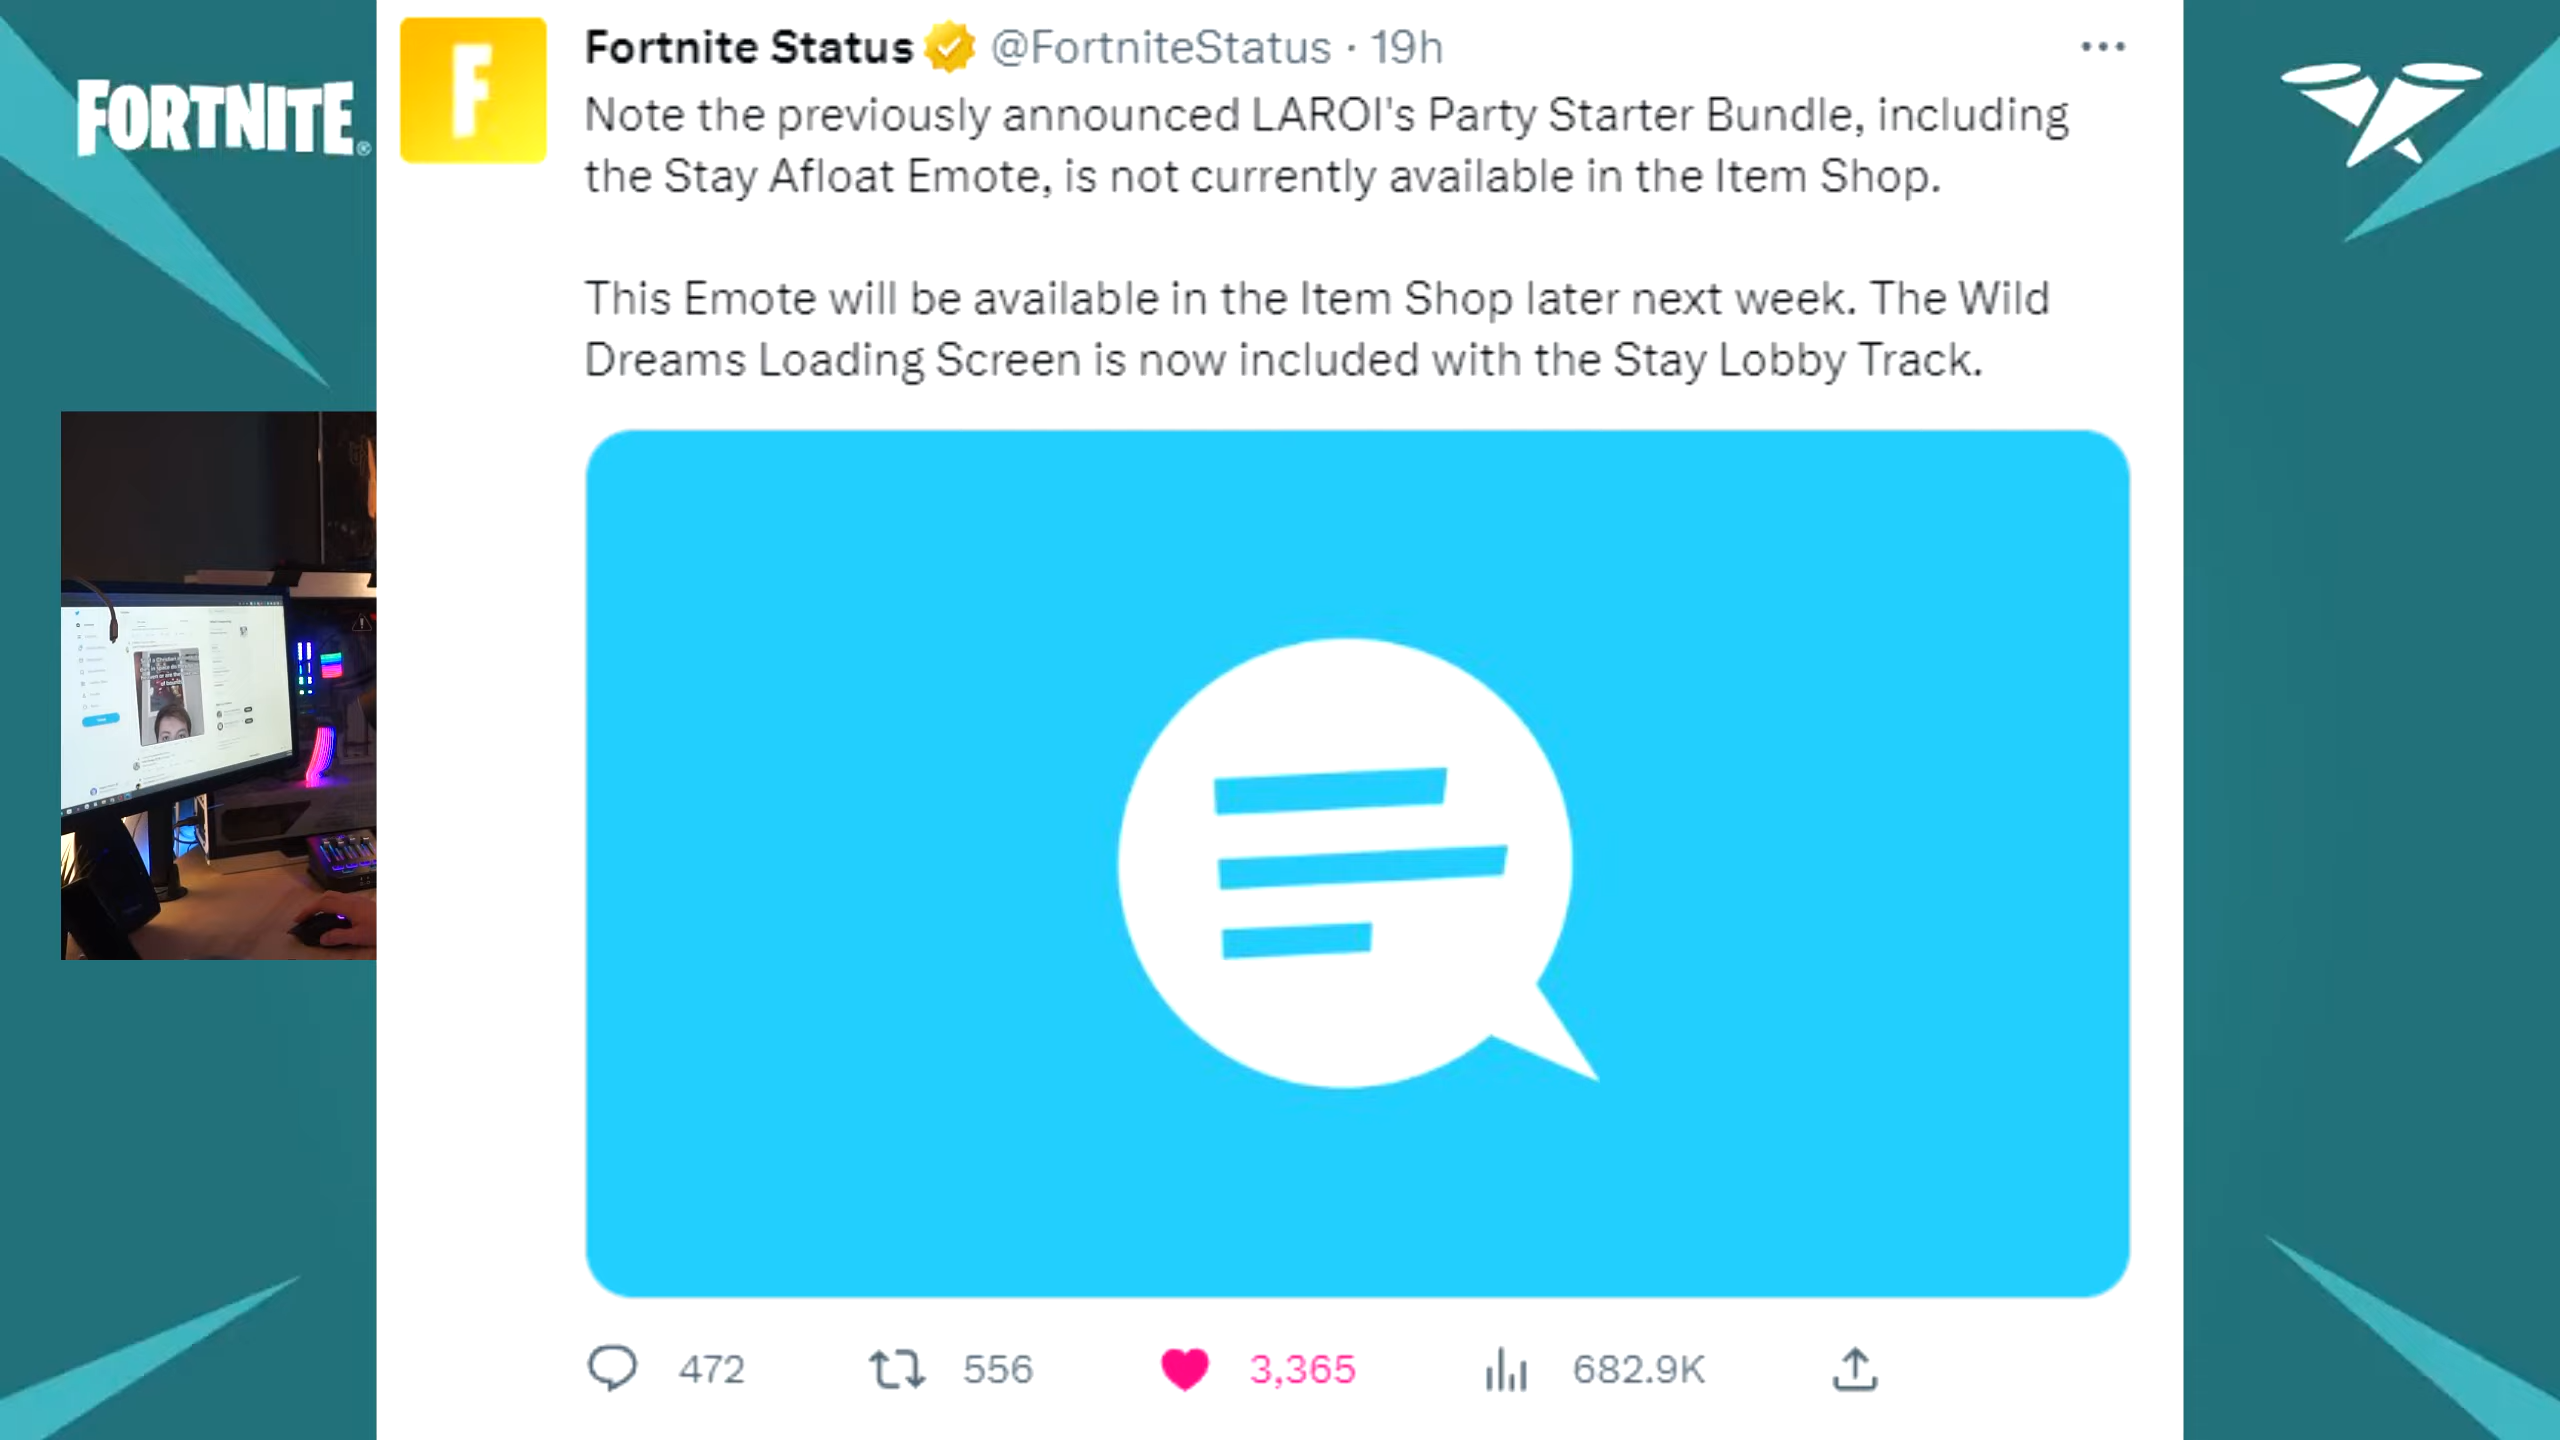 FORTNITE
Fortnite Status @FortniteStatus · 19h
Note the previously announced LAROI's Party Starter Bundle, including
the Stay Afloat Emote, is not currently available in the Item Shop.
This Emote will be available in the Item Shop later next week. The Wild
Dreams Loading Screen is now included with the Stay Lobby Track.
472 556 3,365 682.9K